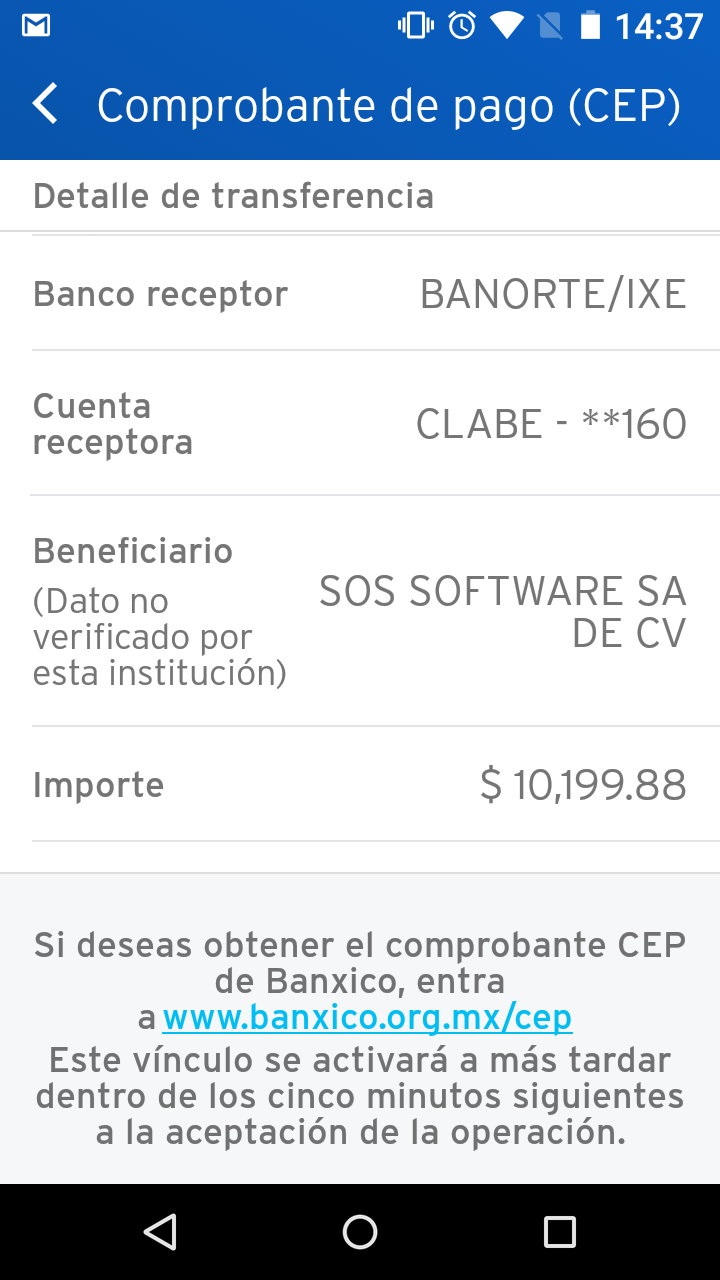 14:37
Comprobante de pago (CEP)
Detalle de transferencia
Banco receptor BANORTE/IXE
Cuenta
receptora
CLABE - **160
Beneficiario
(Dato no
verificado por
esta institución)
SOS SOFTWARE SA
DE CV
Importe $ 10,199.88
Si deseas obtener el comprobante CEP
de Banxico, entra
a www.banxico.org.mx/cep
Este vínculo se activará a más tardar
dentro de los cinco minutos siguientes
a la aceptación de la operación.